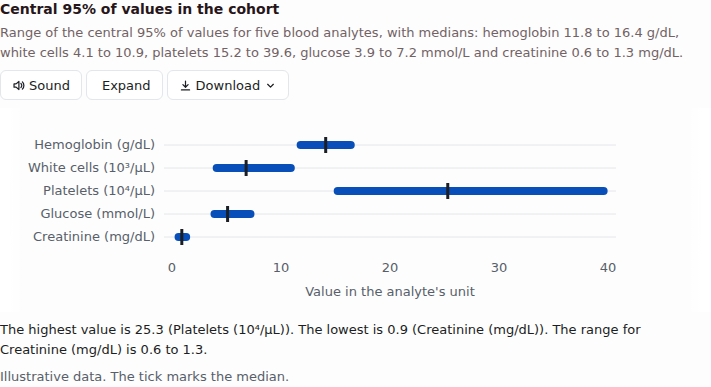 Central 95% of values in the cohort
Range of the central 95% of values for five blood analytes, with medians: hemoglobin 11.8 to 16.4 g/dL,
white cells 4.1 to 10.9, platelets 15.2 to 39.6, glucose 3.9 to 7.2 mmol/L and creatinine 0.6 to 1.3 mg/dL.
Sound Expand Download
Hemoglobin (g/dL)
White cells (10³/µL)
Platelets (10⁴/µL)
Glucose (mmol/L)
Creatinine (mg/dL)
0 10 20 30 40
Value in the analyte's unit
The highest value is 25.3 (Platelets (10⁴/µL)). The lowest is 0.9 (Creatinine (mg/dL)). The range for
Creatinine (mg/dL) is 0.6 to 1.3.
Illustrative data. The tick marks the median.